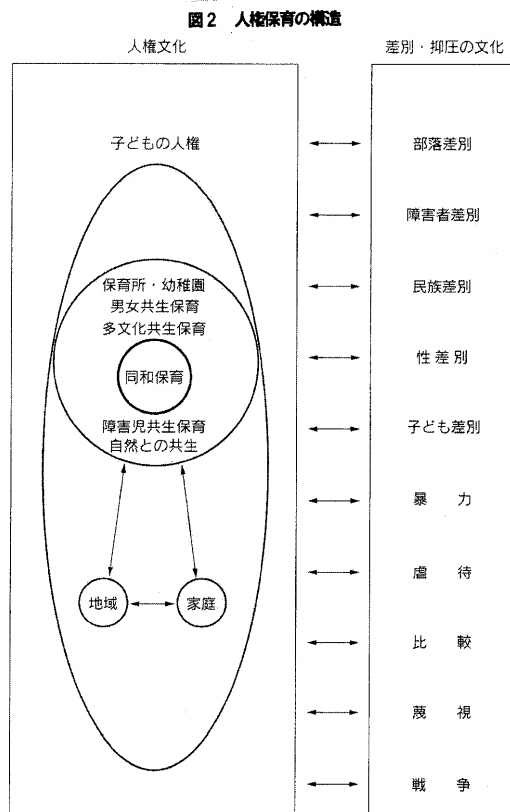 図2 人権保育の構造
人権文化
差別・抑圧の文化
子どもの人権
保育所・幼稚園
男女共生保育
多文化共生保育
同和保育
障害児共生保育
自然との共生
地域
家庭
部落差別
障害者差別
民族差別
性差別
子ども差別
暴力
虐待
比較
蔑視
戦争